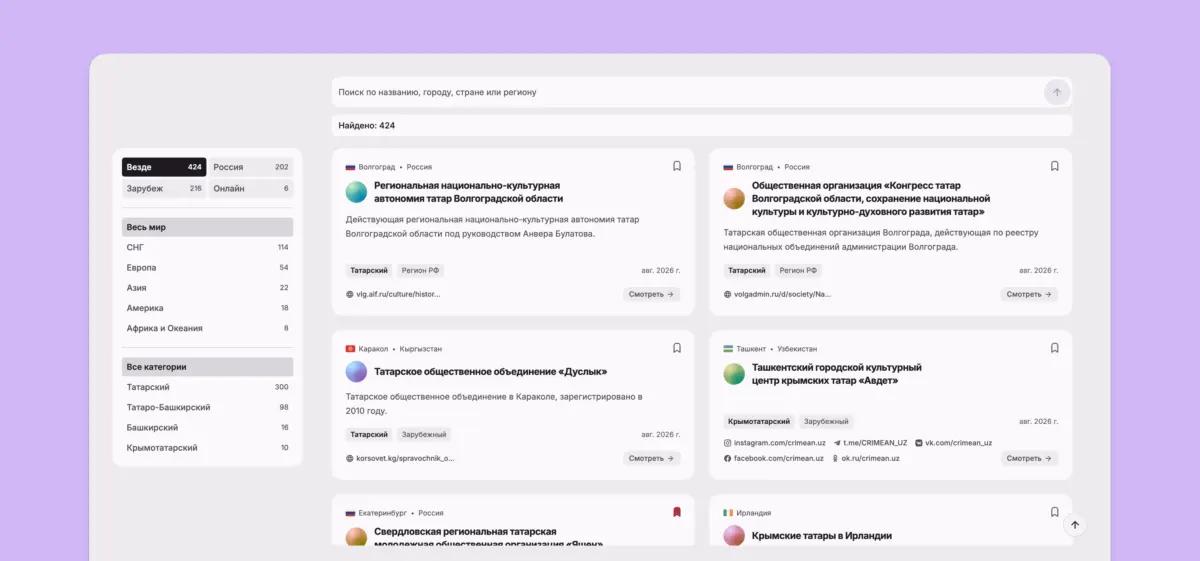 Поиск по названию, городу, стране или региону
Найдено: 424
Везде 424
Россия 202
Зарубеж 216
Онлайн 6
Весь мир
СНГ 114
Европа 54
Азия 22
Америка 18
Африка и Океания 8
Все категории
Татарский 300
Татаро-Башкирский 98
Башкирский 16
Крымотатарский 10
Волгоград • Россия
Региональная национально-культурная
автономия татар Волгоградской области
Действующая региональная национально-культурная автономия татар
Волгоградской области под руководством Анвера Булатова.
Татарский Регион РФ авг. 2026 г.
vlg.aif.ru/culture/histor... Смотреть →
Волгоград • Россия
Общественная организация «Конгресс татар
Волгоградской области, сохранение национальной
культуры и культурно-духовного развития татар»
Татарская общественная организация Волгограда, действующая по реестру
национальных объединений администрации Волгограда.
Татарский Регион РФ авг. 2026 г.
volgadmin.ru/d/society/Na... Смотреть →
Каракол • Кыргызстан
Татарское общественное объединение «Дуслык»
Татарское общественное объединение в Караколе, зарегистрировано в
2010 году.
Татарский Зарубежный авг. 2026 г.
korsovet.kg/spravochnik_o... Смотреть →
Ташкент • Узбекистан
Ташкентский городской культурный
центр крымских татар «Авдет»
Крымотатарский Зарубежный авг. 2026 г.
instagram.com/crimean.uz t.me/CRIMEAN_UZ vk.com/crimean_uz
facebook.com/crimean.uz ok.ru/crimean.uz Смотреть →
Екатеринбург • Россия
Свердловская региональная татарская
молодежная общественная организация «Яшен»
Ирландия
Крымские татары в Ирландии